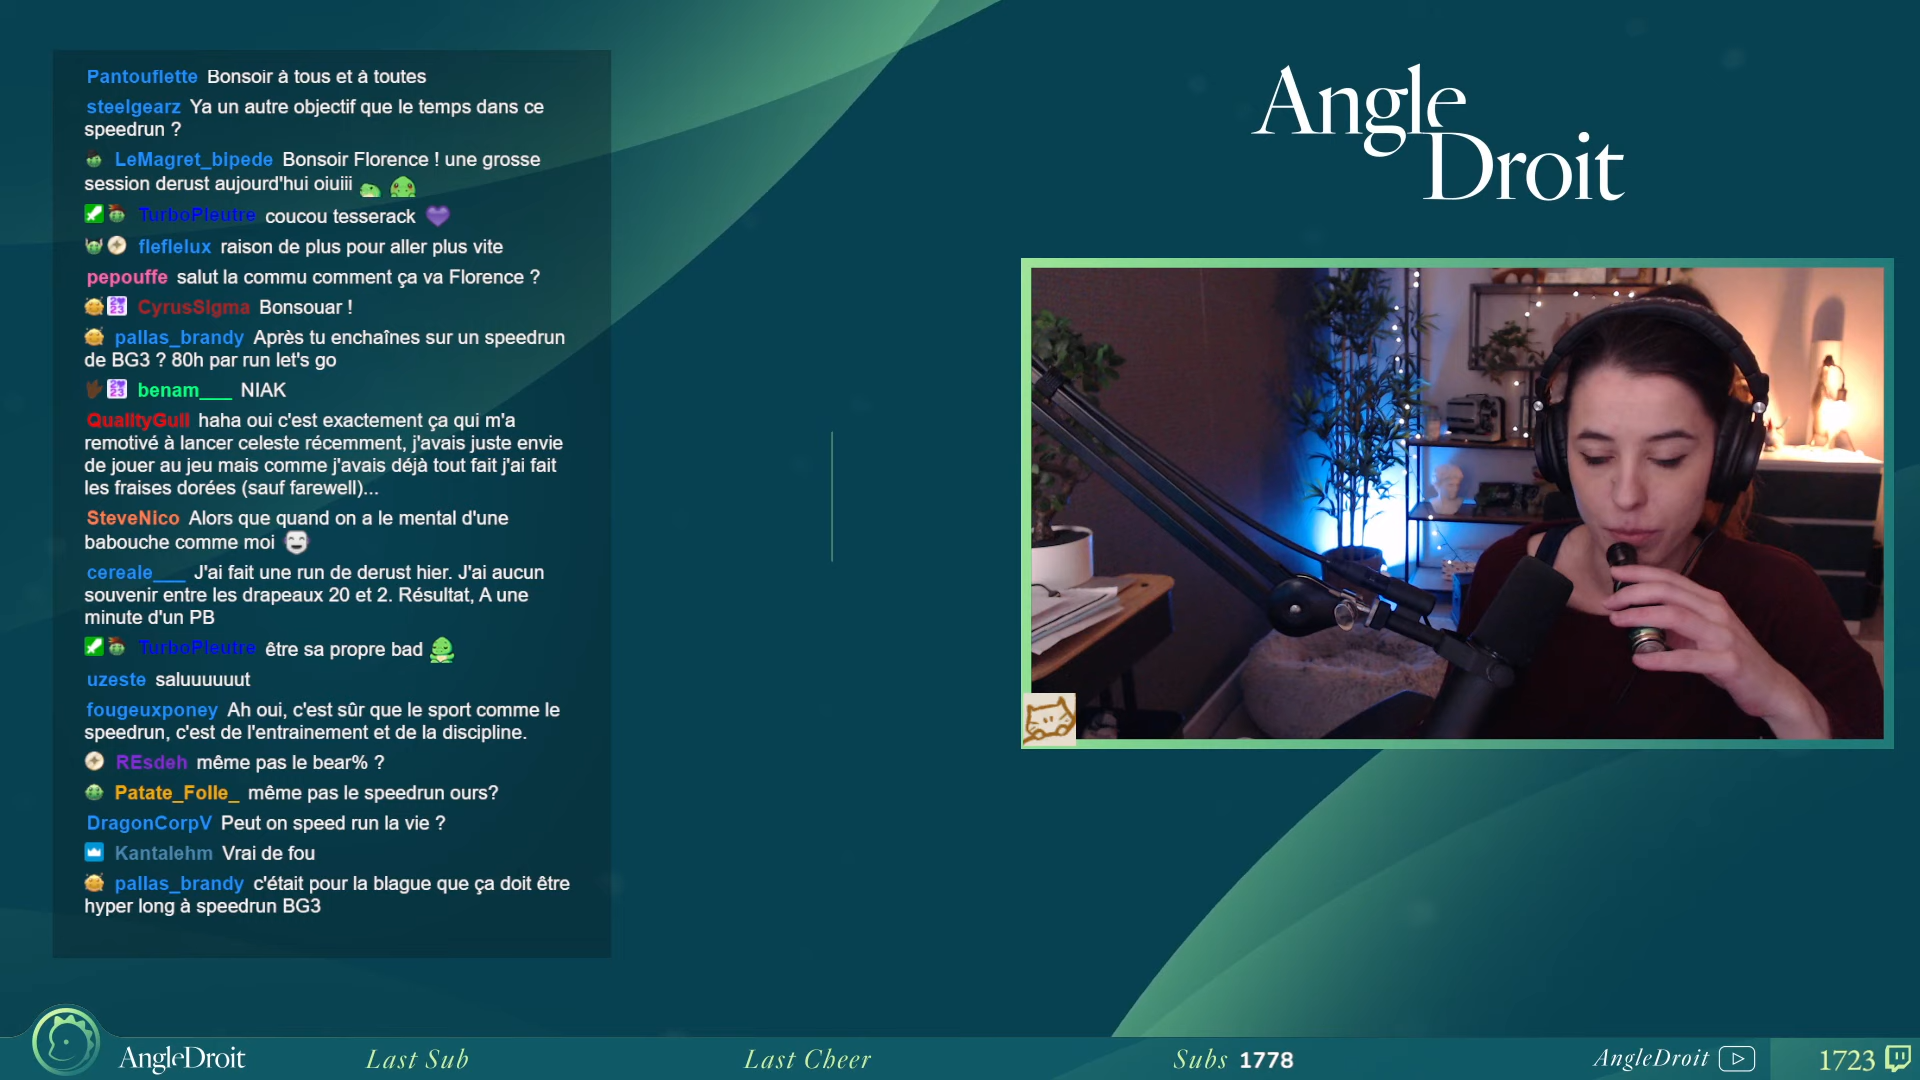 Pantouflette Bonsoir à tous et à toutes
steelgearz Ya un autre objectif que le temps dans ce
speedrun ?
LeMagret_bipede Bonsoir Florence ! une grosse
session derust aujourd'hui oiuiii
TurboPleutre coucou tesserack
fleflelux raison de plus pour aller plus vite
pepouffe salut la commu comment ça va Florence ?
CyrusSigma Bonsouar !
pallas_brandy Après tu enchaînes sur un speedrun
de BG3 ? 80h par run let's go
benam___ NIAK
QualityGull haha oui c'est exactement ça qui m'a
remotivé à lancer celeste récemment, j'avais juste envie
de jouer au jeu mais comme j'avais déjà tout fait j'ai fait
les fraises dorées (sauf farewell)...
SteveNico Alors que quand on a le mental d'une
babouche comme moi
cereale___ J'ai fait une run de derust hier. J'ai aucun
souvenir entre les drapeaux 20 et 2. Résultat, A une
minute d'un PB
TurboPleutre être sa propre bad
uzeste saluuuuuut
fougeuxponey Ah oui, c'est sûr que le sport comme le
speedrun, c'est de l'entrainement et de la discipline.
REsdeh même pas le bear% ?
Patate_Folle_ même pas le speedrun ours?
DragonCorpV Peut on speed run la vie ?
Kantalehm Vrai de fou
pallas_brandy c'était pour la blague que ça doit être
hyper long à speedrun BG3
Angle
Droit
AngleDroit
Last Sub
Last Cheer
Subs 1778
AngleDroit
1723